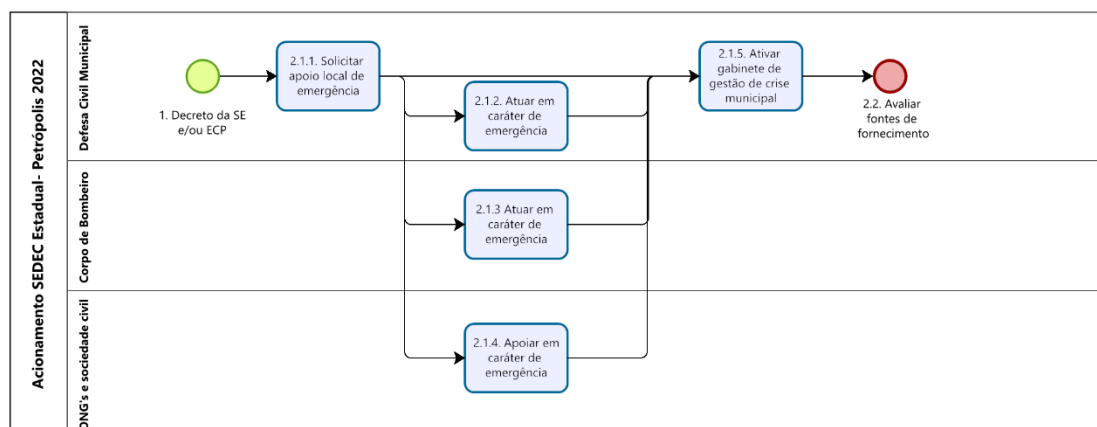 Acionamento SEDEC Estadual- Petrópolis 2022
Defesa Civil Municipal
1. Decreto da SE
e/ou ECP
2.1.1. Solicitar
apoio local de
emergência
2.1.2. Atuar em
caráter de
emergência
2.1.5. Ativar
gabinete de
gestão de crise
municipal
2.2. Avaliar
fontes de
fornecimento
Corpo de Bombeiro
2.1.3 Atuar em
caráter de
emergência
ONG's e sociedade civil
2.1.4. Apoiar em
caráter de
emergência